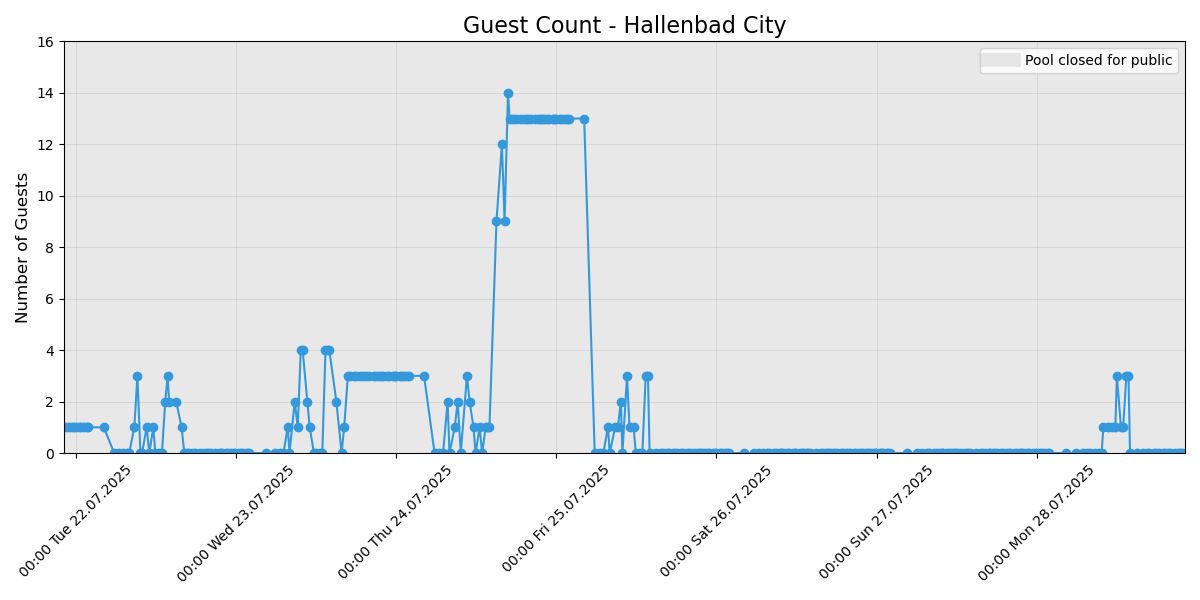 Guest Count - Hallenbad City
Pool closed for public
Number of Guests
16
14
12
10
8
6
4
2
0
00:00 Tue 22.07.2025
00:00 Wed 23.07.2025
00:00 Thu 24.07.2025
00:00 Fri 25.07.2025
00:00 Sat 26.07.2025
00:00 Sun 27.07.2025
00:00 Mon 28.07.2025